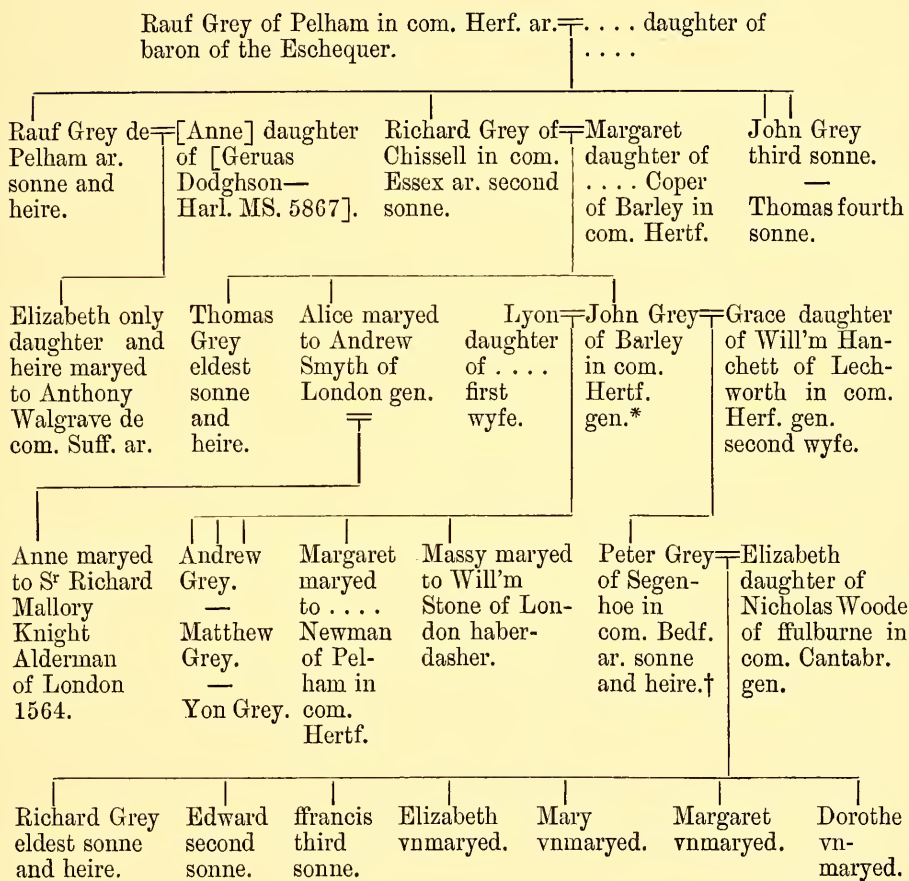 Rauf Grey of Pelham in com. Herf. ar.=. . . . daughter of
baron of the Eschequer. . . . .
Rauf Grey de
Pelham ar.
sonne and
heire.
=[Anne] daughter
of [Geruas
Dodghson—
Harl. MS. 5867].
Richard Grey of
Chissell in com.
Essex ar. second
sonne.
=Margaret
daughter of
. . . . Coper
of Barley in
com. Hertf.
John Grey
third sonne.
—
Thomas fourth
sonne.
Elizabeth only
daughter and
heire maryed
to Anthony
Walgrave de
com. Suff. ar.
Thomas
Grey
eldest
sonne
and
heire.
Alice maryed
to Andrew
Smyth of
London gen.
Lyon
daughter
of . . . .
first
wyfe.
=John Grey=
of Barley
in com.
Hertf.
gen.*
Grace daughter
of Will'm Han-
chett of Lech-
worth in com.
Herf. gen.
second wyfe.
Anne maryed
to Sr Richard
Mallory
Knight
Alderman
of London
1564.
Andrew
Grey.
—
Matthew
Grey.
—
Yon Grey.
Margaret
maryed
to . . . .
Newman
of Pel-
ham in
com.
Hertf.
Massy maryed
to Will'm
Stone of Lon-
don haber-
dasher.
Peter Grey=
of Segen-
hoe in
com. Bedf.
ar. sonne
and heire.†
Elizabeth
daughter of
Nicholas Woode
of ffulburne in
com. Cantabr.
gen.
Richard Grey
eldest sonne
and heire.
Edward
second
sonne.
ffrancis
third
sonne.
Elizabeth
vnmaryed.
Mary
vnmaryed.
Margaret
vnmaryed.
Dorothe
vn-
maryed.